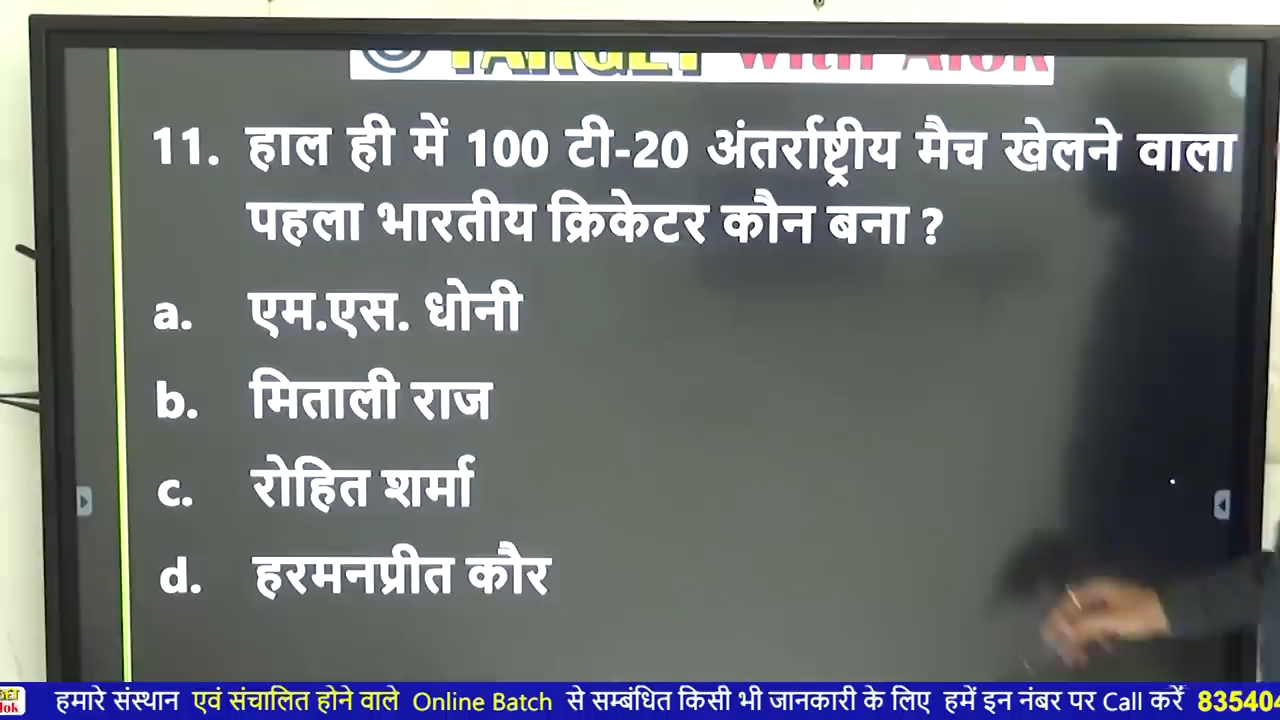 TARGET with Alok
11. हाल ही में 100 टी-20 अंतर्राष्ट्रीय मैच खेलने वाला
पहला भारतीय क्रिकेटर कौन बना ?
a. एम.एस. धोनी
b. मिताली राज
c. रोहित शर्मा
d. हरमनप्रीत कौर
हमारे संस्थान एवं संचालित होने वाले Online Batch से सम्बंधित किसी भी जानकारी के लिए हमें इन नंबर पर Call करें